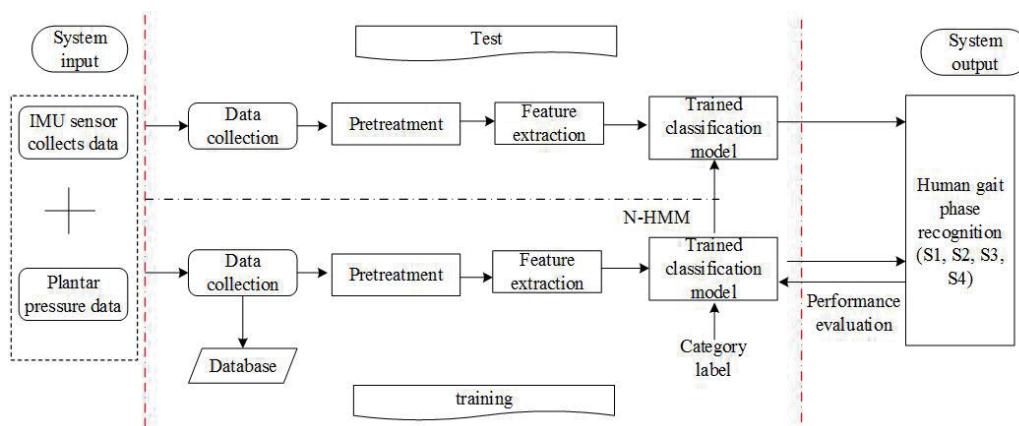 System
input
Test
System
output
IMU sensor
collects data
Plantar
pressure data
Data
collection
Pretreatment
Feature
extraction
Trained
classification
model
N-HMM
Data
collection
Pretreatment
Feature
extraction
Trained
classification
model
Database
Category
label
training
Human gait
phase
recognition
(S1, S2, S3,
S4)
Performance
evaluation